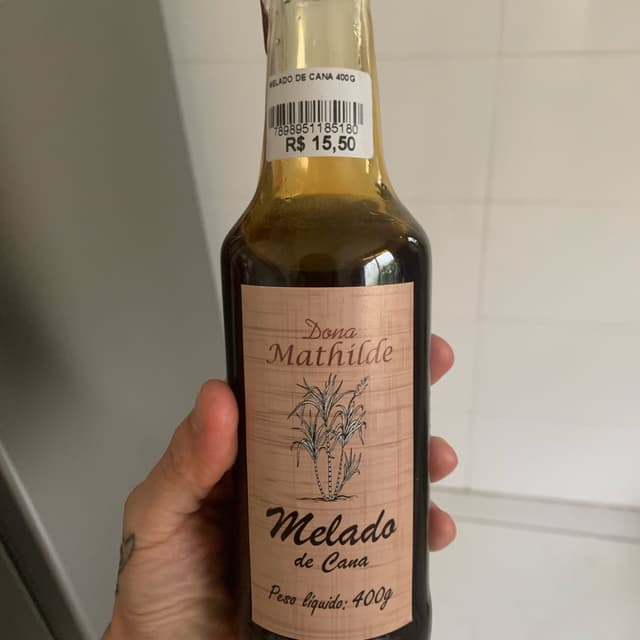 MELADO DE CANA 400G
7898951185180
R$ 15,50
Dona
Mathilde
Melado
de Cana
Peso líquido: 400g